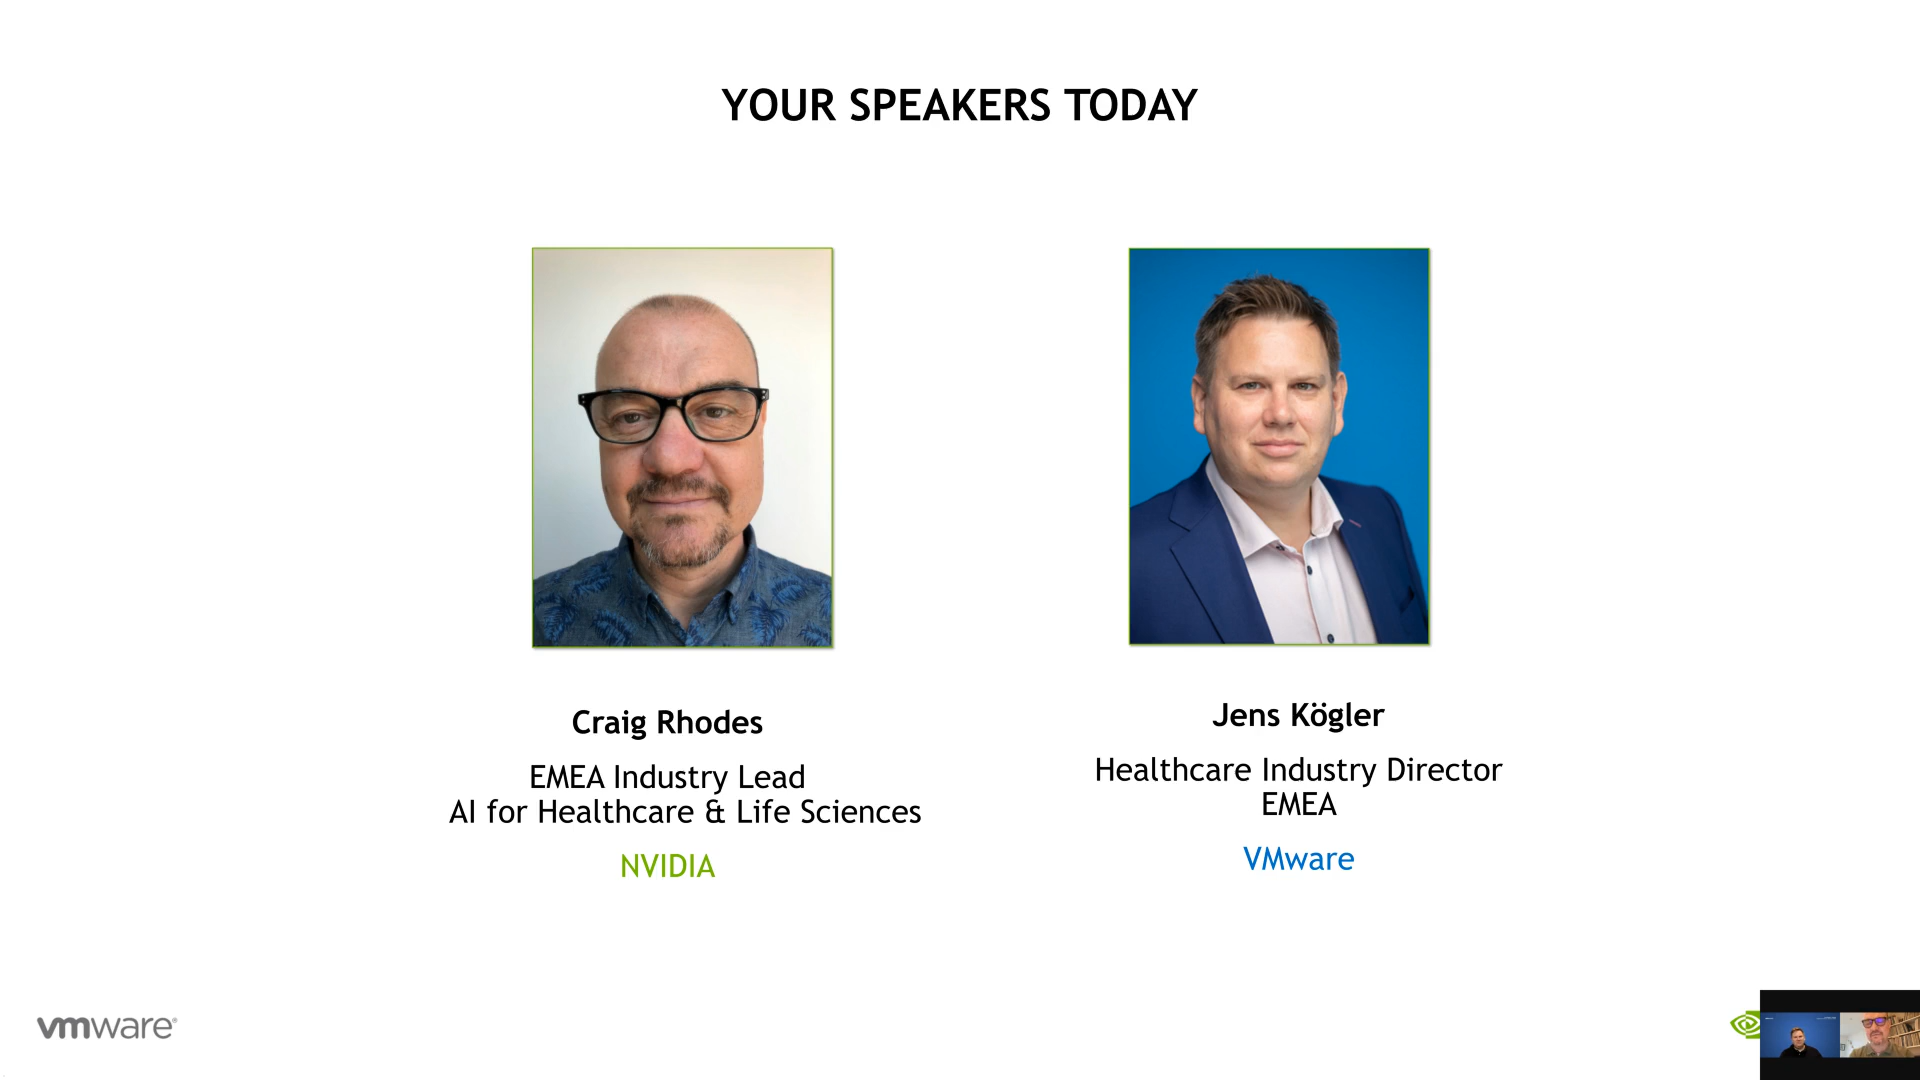 YOUR SPEAKERS TODAY
Craig Rhodes
EMEA Industry Lead
AI for Healthcare & Life Sciences
NVIDIA
Jens Kögler
Healthcare Industry Director
EMEA
VMware
vmware®